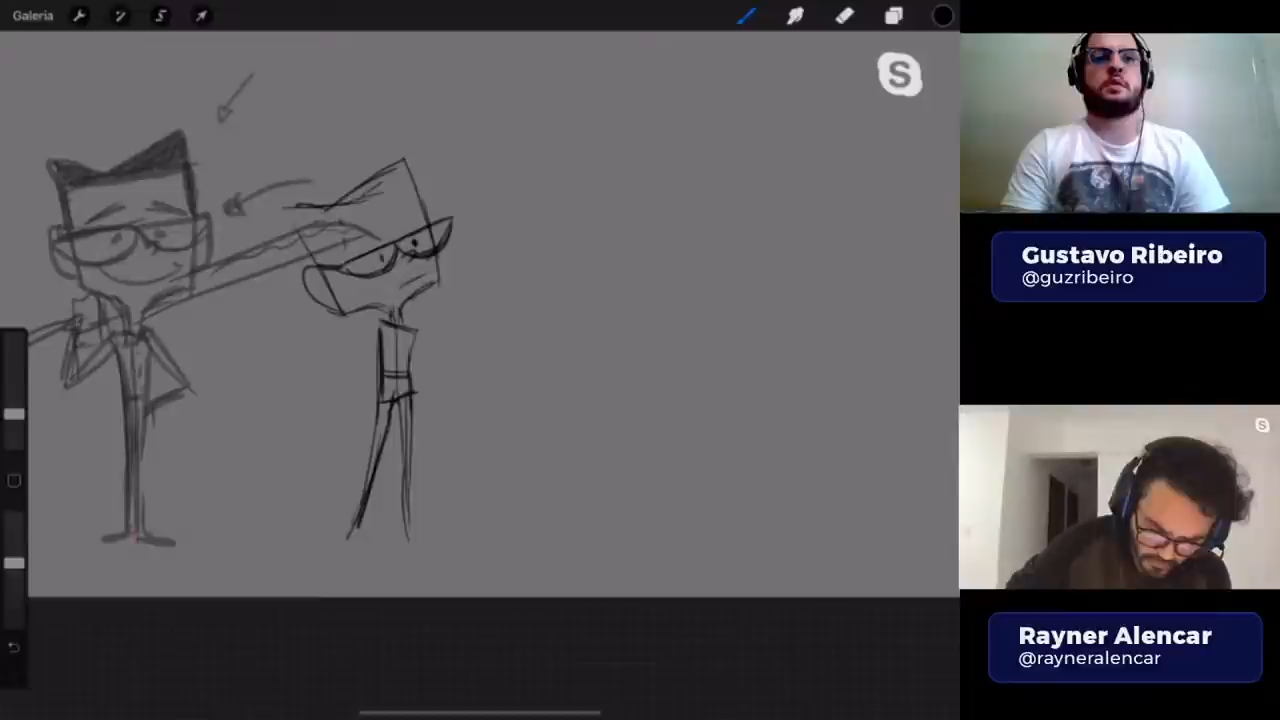 Galeria
S
Gustavo Ribeiro
@guzribeiro
S
Rayner Alencar
@rayneralencar